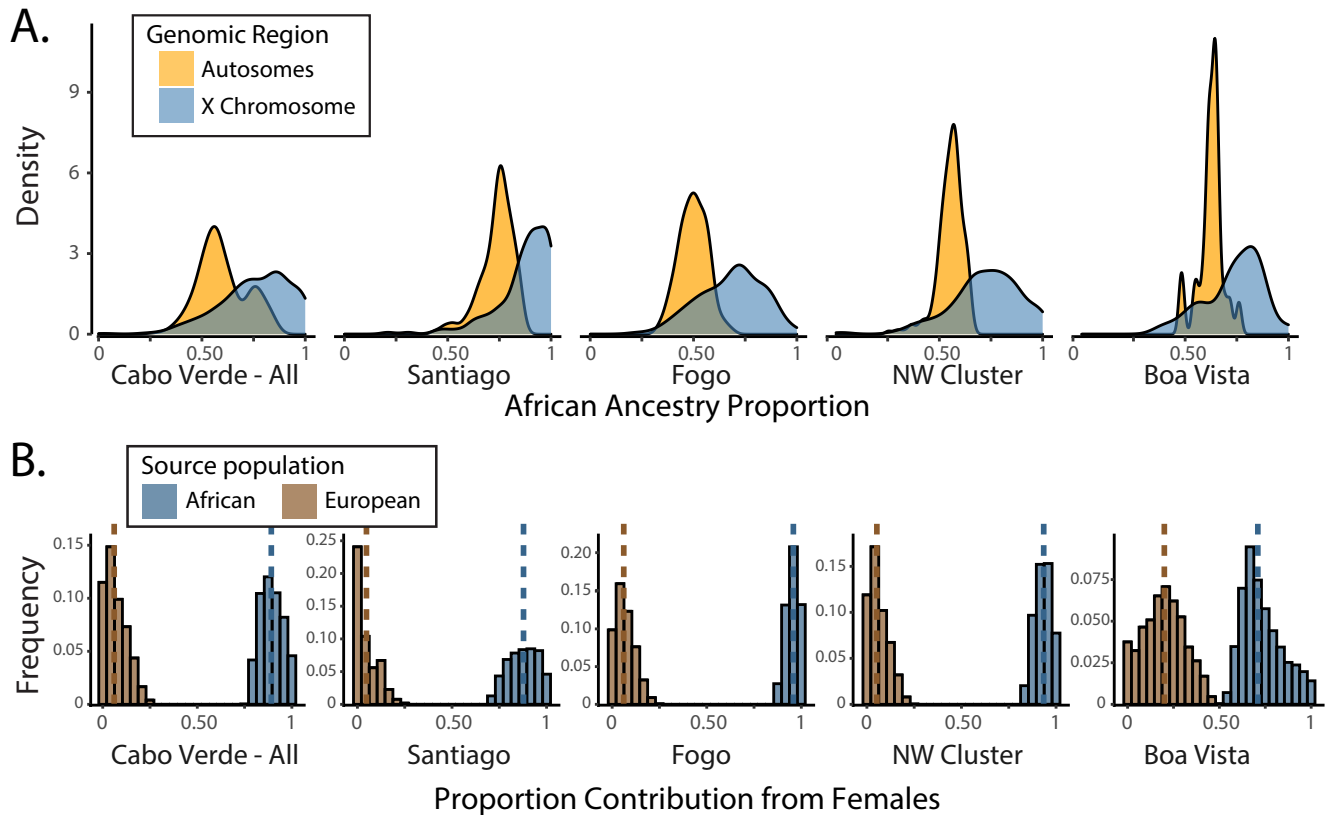 A.
Genomic Region
Autosomes
X Chromosome
Density
9
6
3
0
0 0.50 1
0 0.50 1
0 0.50 1
0 0.50 1
0 0.50 1
Cabo Verde - All
Santiago
Fogo
NW Cluster
Boa Vista
African Ancestry Proportion
B.
Source population
African European
Frequency
0.15
0.10
0.05
0
0 0.50 1
Cabo Verde - All
0.25
0.20
0.15
0.10
0.05
0
0 0.50 1
Santiago
0.20
0.15
0.10
0.05
0
0 0.50 1
Fogo
0.15
0.10
0.05
0
0 0.50 1
NW Cluster
0.075
0.050
0.025
0
0 0.50 1
Boa Vista
Proportion Contribution from Females